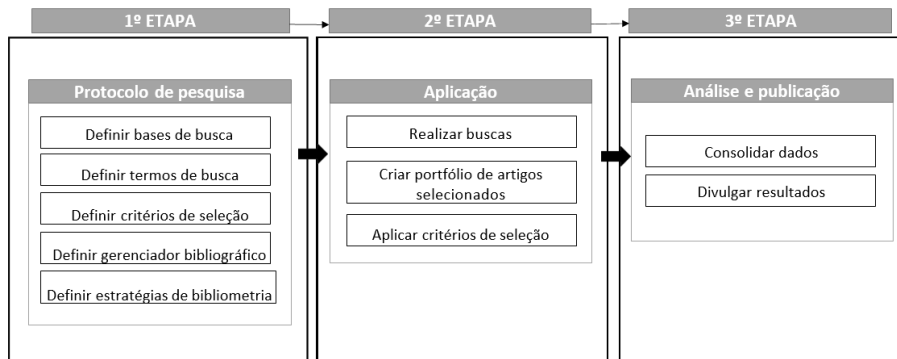 1º ETAPA
2º ETAPA
3º ETAPA
Protocolo de pesquisa
Definir bases de busca
Definir termos de busca
Definir critérios de seleção
Definir gerenciador bibliográfico
Definir estratégias de bibliometria
Aplicação
Realizar buscas
Criar portfólio de artigos
selecionados
Aplicar critérios de seleção
Análise e publicação
Consolidar dados
Divulgar resultados